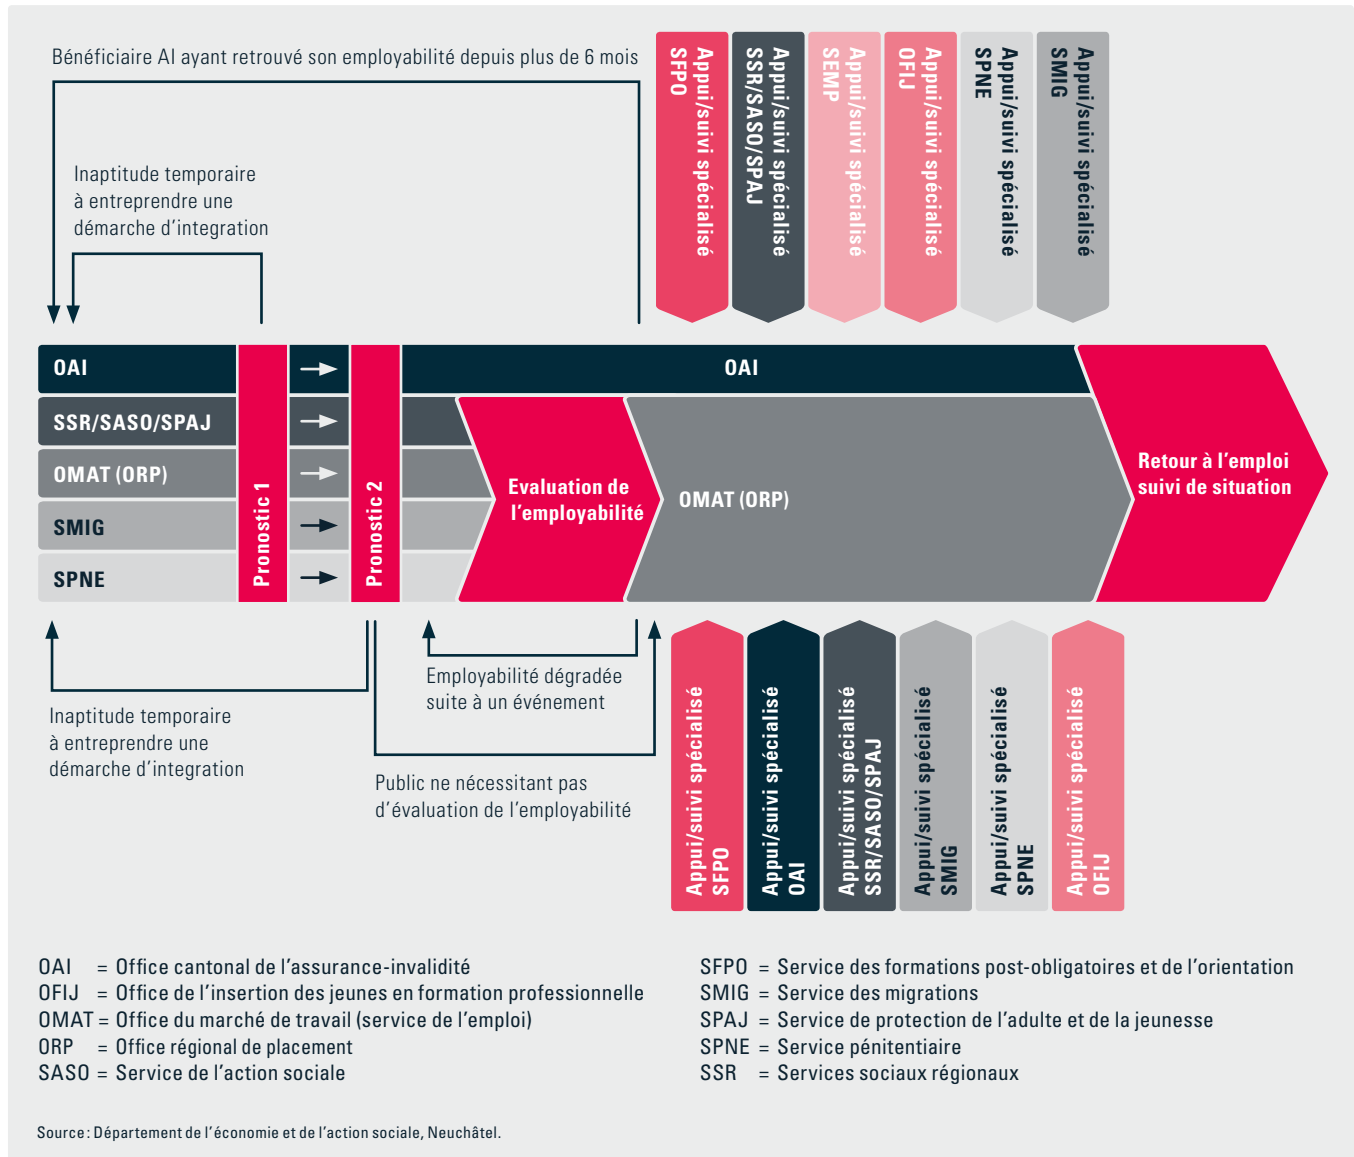 Bénéficiaire AI ayant retrouvé son employabilité depuis plus de 6 mois
Inaptitude temporaire
à entreprendre une
démarche d'integration
Appui/suivi spécialisé
SFPO
Appui/suivi spécialisé
SSR/SASO/SPAJ
Appui/suivi spécialisé
SEMP
Appui/suivi spécialisé
OFIJ
Appui/suivi spécialisé
SPNE
Appui/suivi spécialisé
SMIG
OAI
SSR/SASO/SPAJ
OMAT (ORP)
SMIG
SPNE
Pronostic 1
Pronostic 2
OAI
Evaluation de
l'employabilité
OMAT (ORP)
Retour à l'emploi
suivi de situation
Inaptitude temporaire
à entreprendre une
démarche d'integration
Employabilité dégradée
suite à un événement
Public ne nécessitant pas
d'évaluation de l'employabilité
Appui/suivi spécialisé
SFPO
Appui/suivi spécialisé
OAI
Appui/suivi spécialisé
SSR/SASO/SPAJ
Appui/suivi spécialisé
SMIG
Appui/suivi spécialisé
SPNE
Appui/suivi spécialisé
OFIJ
OAI = Office cantonal de l'assurance-invalidité
OFIJ = Office de l'insertion des jeunes en formation professionnelle
OMAT = Office du marché de travail (service de l'emploi)
ORP = Office régional de placement
SASO = Service de l'action sociale
SFPO = Service des formations post-obligatoires et de l'orientation
SMIG = Service des migrations
SPAJ = Service de protection de l'adulte et de la jeunesse
SPNE = Service pénitentiaire
SSR = Services sociaux régionaux
Source: Département de l'économie et de l'action sociale, Neuchâtel.